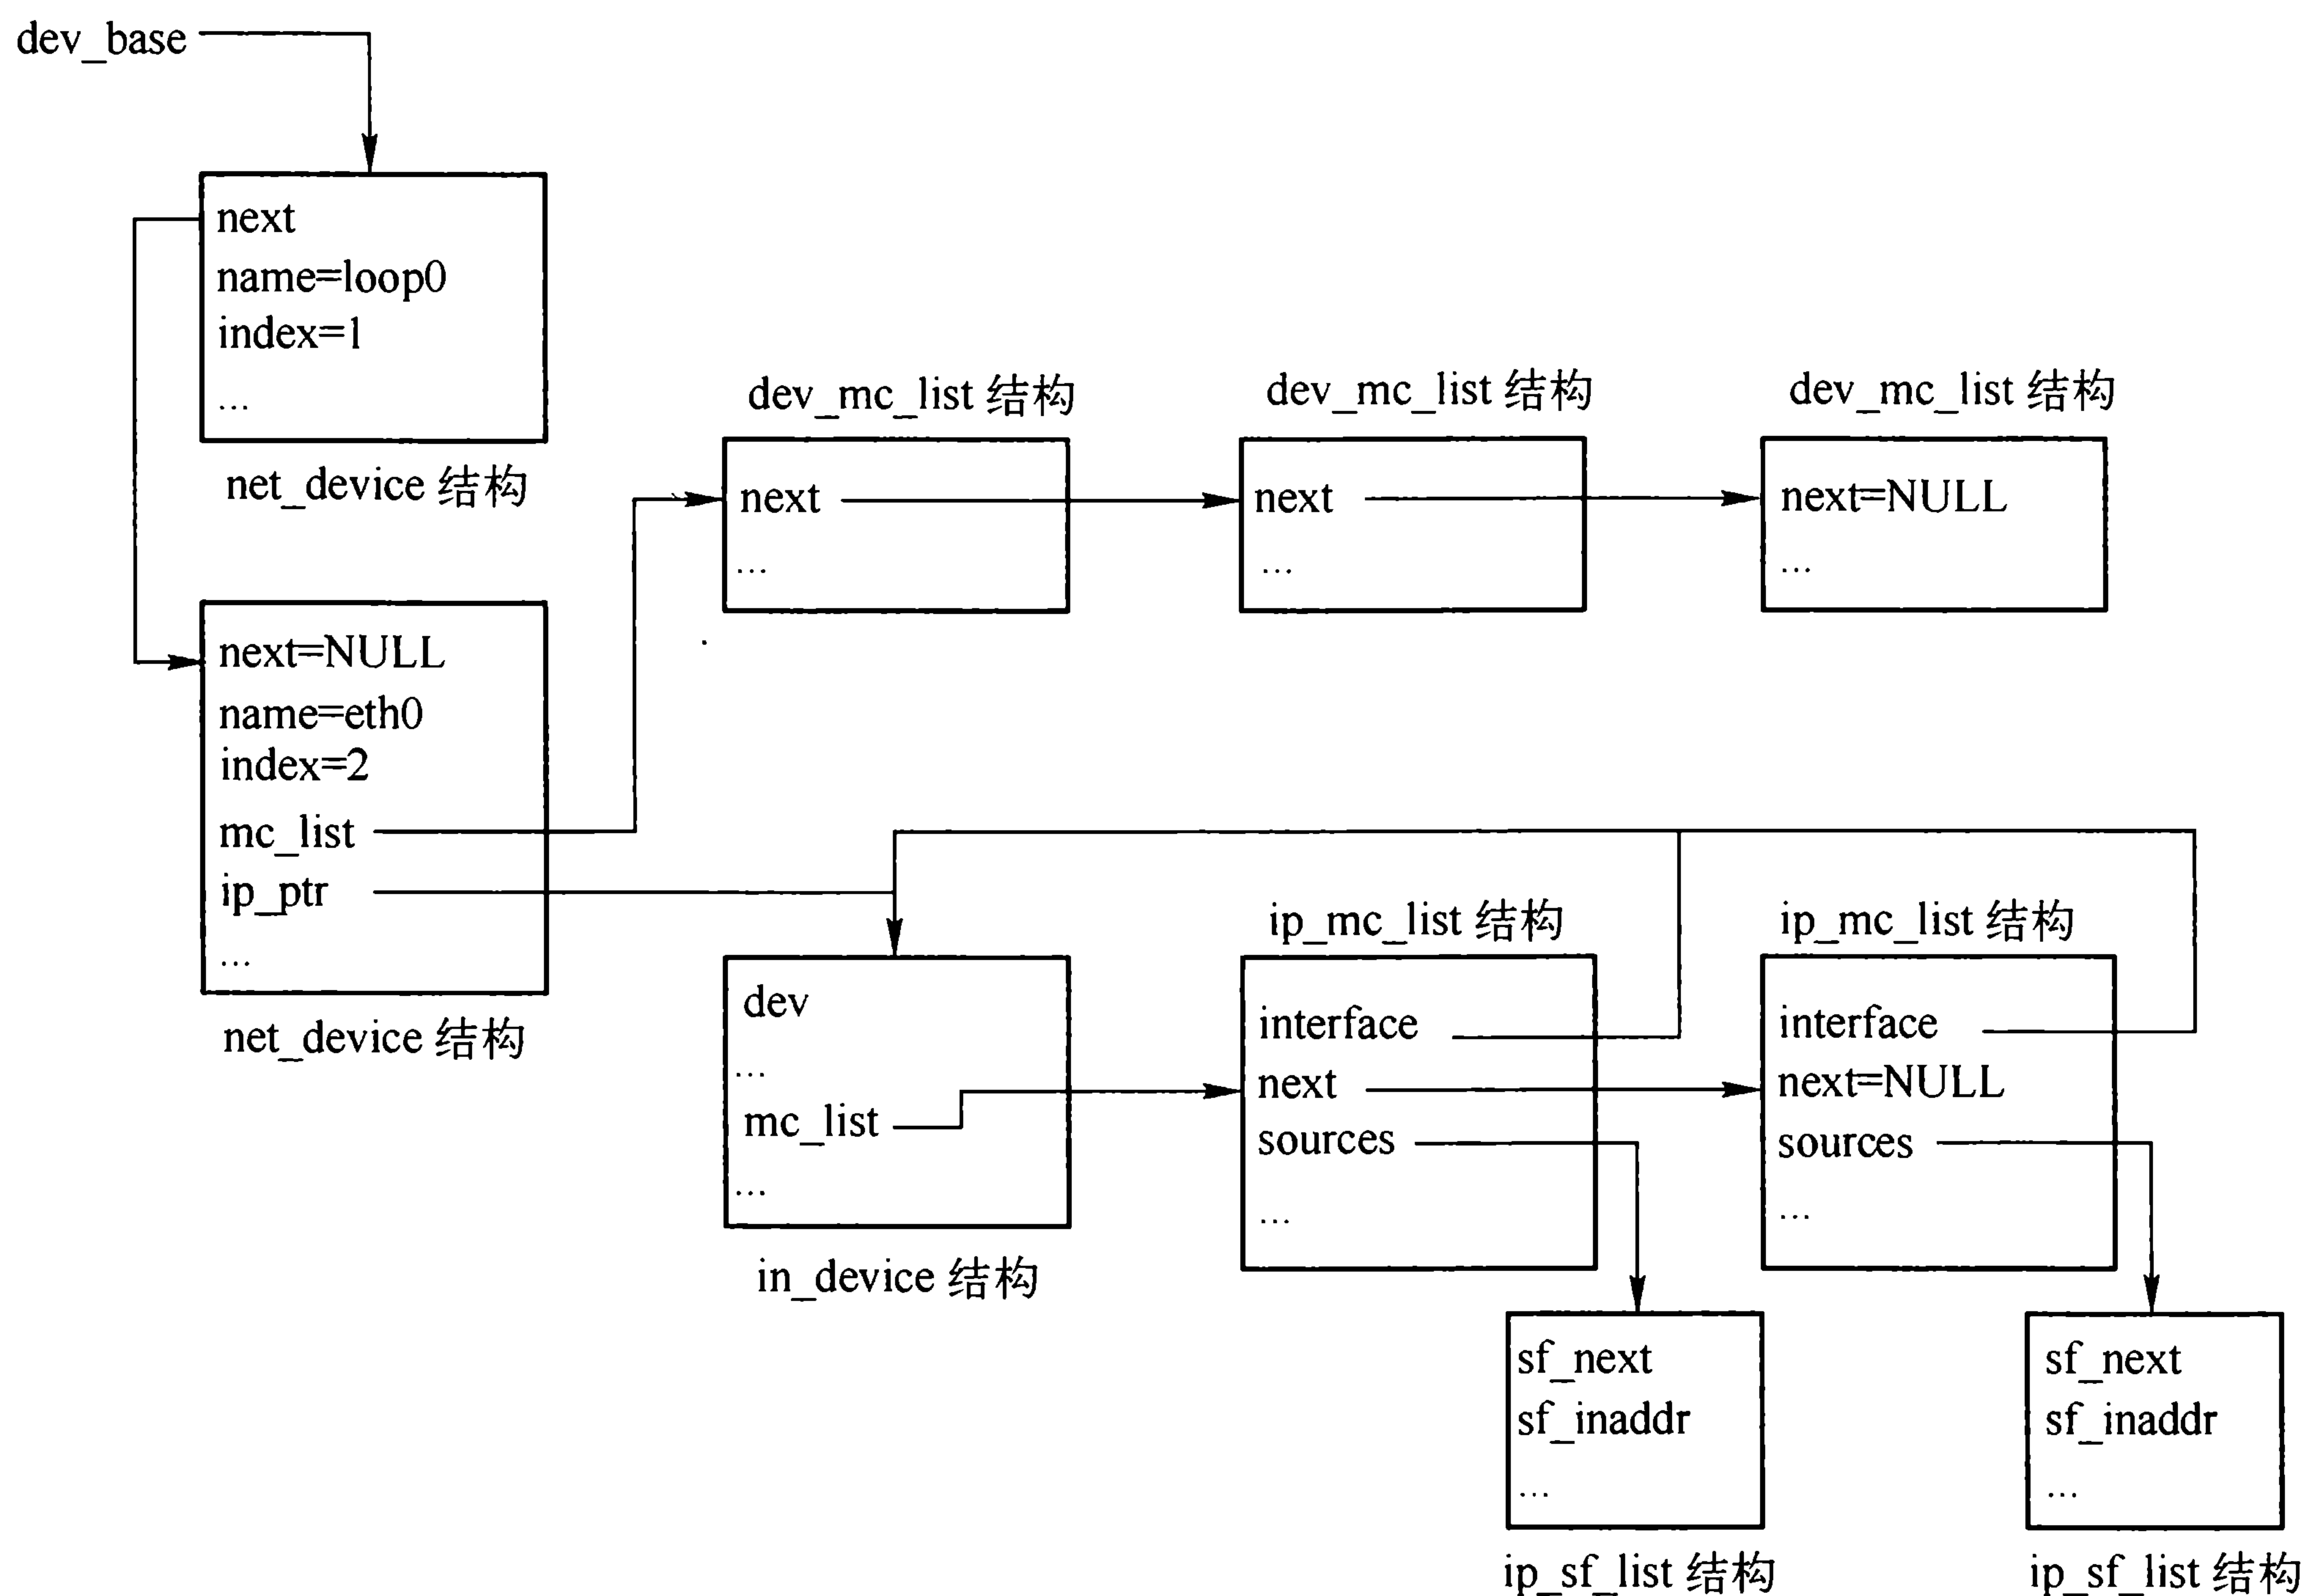 dev_base
next
name=loop0
index=1
...
net_device 结构
dev_mc_list 结构
next
...
dev_mc_list 结构
next
...
dev_mc_list 结构
next=NULL
...
next=NULL
name=eth0
index=2
mc_list
ip_ptr
...
net_device 结构
dev
...
mc_list
...
in_device 结构
ip_mc_list 结构
interface
next
sources
...
ip_mc_list 结构
interface
next=NULL
sources
...
sf_next
sf_inaddr
...
ip_sf_list 结构
sf_next
sf_inaddr
...
ip_sf_list 结构